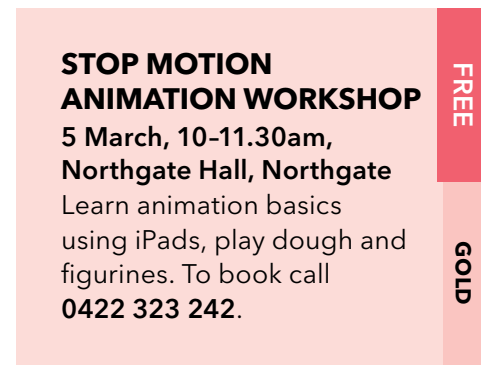 STOP MOTION
ANIMATION WORKSHOP
5 March, 10–11.30am,
Northgate Hall, Northgate
Learn animation basics
using iPads, play dough and
figurines. To book call
0422 323 242.
FREE
GOLD